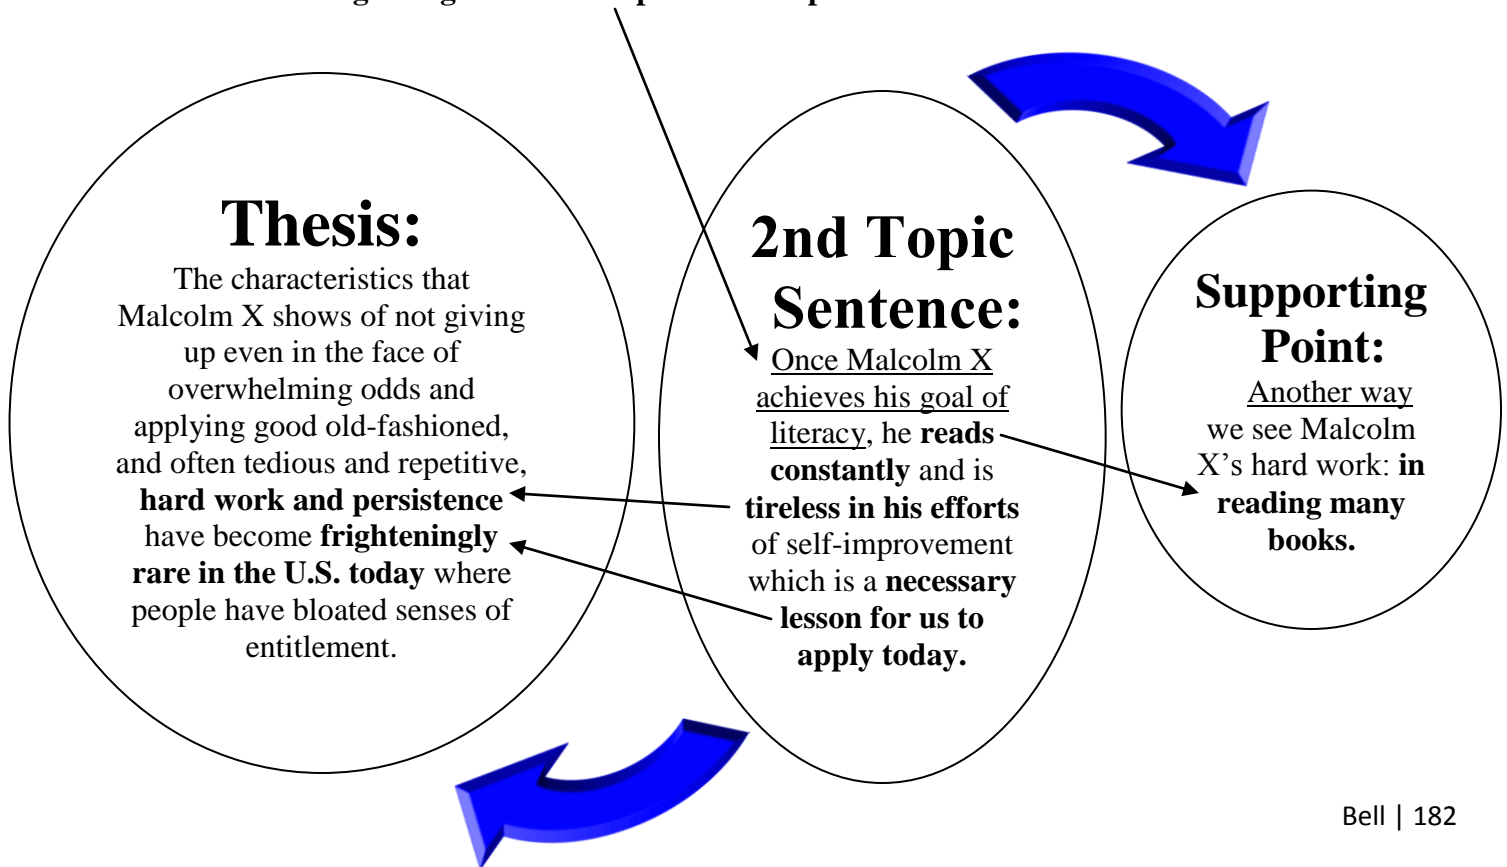 Thesis:
The characteristics that
Malcolm X shows of not giving
up even in the face of
overwhelming odds and
applying good old-fashioned,
and often tedious and repetitive,
hard work and persistence
have become frighteningly
rare in the U.S. today where
people have bloated senses of
entitlement.
2nd Topic
Sentence:
Once Malcolm X
achieves his goal of
literacy, he reads
constantly and is
tireless in his efforts
of self-improvement
which is a necessary
lesson for us to
apply today.
Supporting
Point:
Another way
we see Malcolm
X’s hard work: in
reading many
books.
Bell | 182